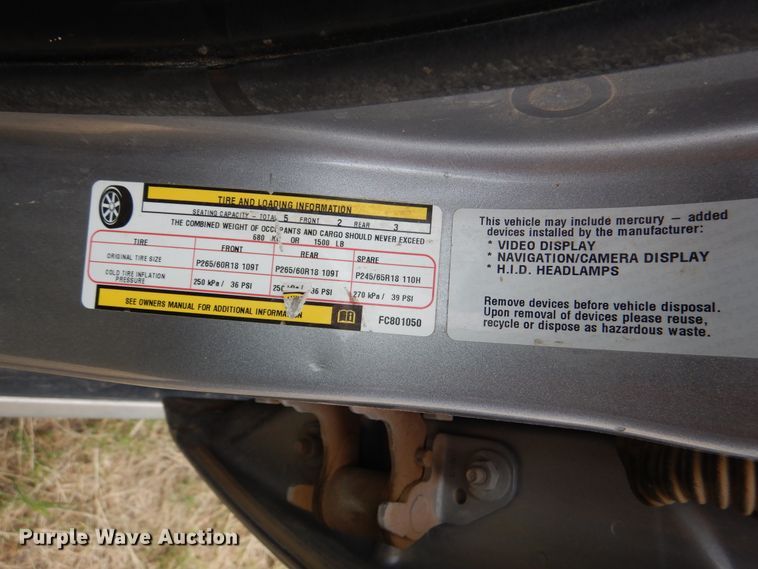 TIRE AND LOADING INFORMATION
SEATING CAPACITY - TOTAL 5 FRONT 2 REAR 3
THE COMBINED WEIGHT OF OCCUPANTS AND CARGO SHOULD NEVER EXCEED
680 KG OR 1500 LB
TIRE FRONT REAR SPARE
ORIGINAL TIRE SIZE P265/60R18 109T P265/60R18 109T P245/65R18 110H
COLD TIRE INFLATION PRESSURE 250 kPa / 36 PSI 250 kPa / 36 PSI 270 kPa / 39 PSI
SEE OWNERS MANUAL FOR ADDITIONAL INFORMATION
FC801050
This vehicle may include mercury — added
devices installed by the manufacturer:
* VIDEO DISPLAY
* NAVIGATION/CAMERA DISPLAY
* H.I.D. HEADLAMPS
Remove devices before vehicle disposal.
Upon removal of devices please reuse,
recycle or dispose as hazardous waste.
Purple Wave Auction